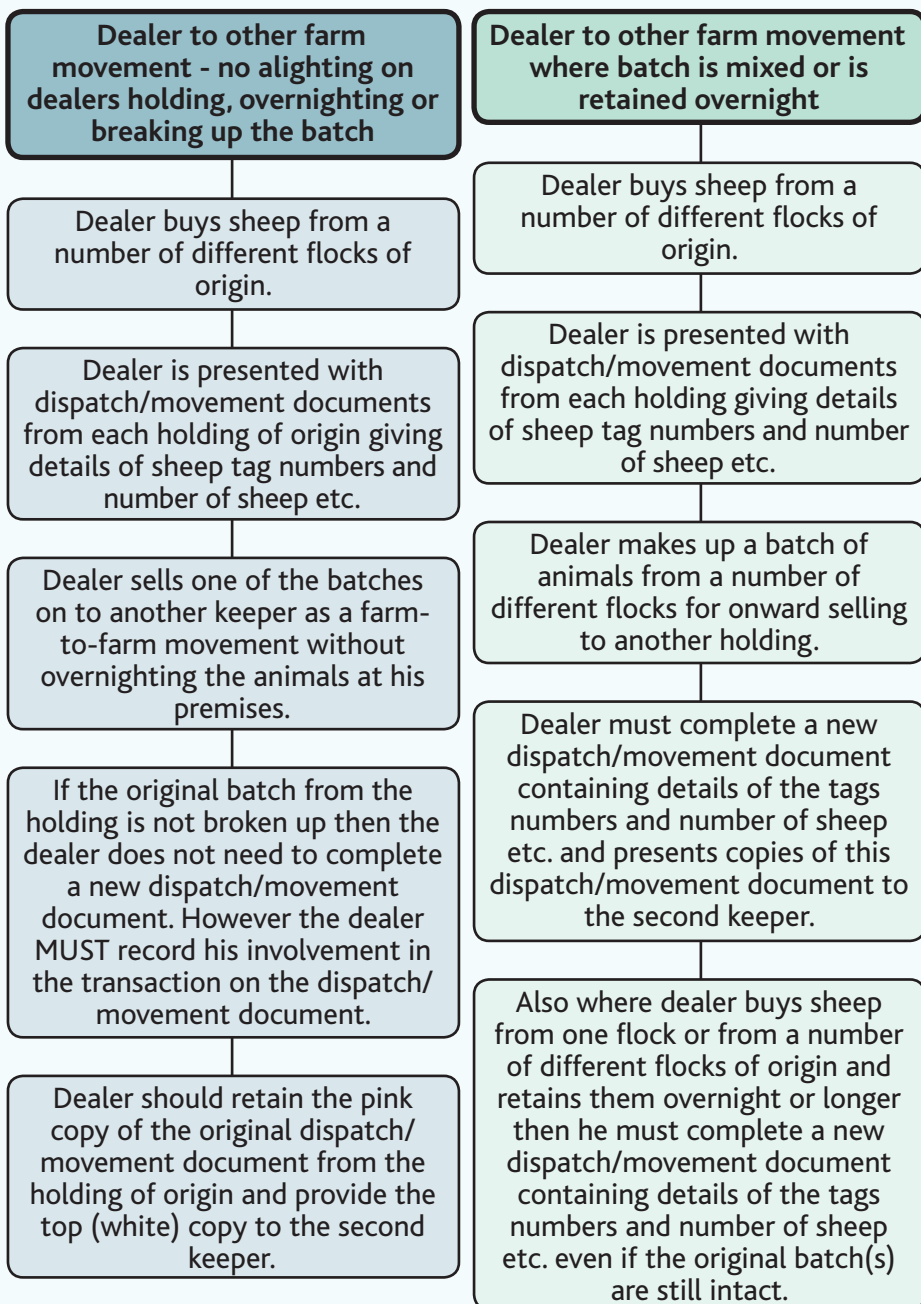 Dealer to other farm
movement - no alighting on
dealers holding, overnighting or
breaking up the batch
Dealer buys sheep from a
number of different flocks of
origin.
Dealer is presented with
dispatch/movement documents
from each holding of origin giving
details of sheep tag numbers and
number of sheep etc.
Dealer sells one of the batches
on to another keeper as a farm-
to-farm movement without
overnighting the animals at his
premises.
If the original batch from the
holding is not broken up then the
dealer does not need to complete
a new dispatch/movement
document. However the dealer
MUST record his involvement in
the transaction on the dispatch/
movement document.
Dealer should retain the pink
copy of the original dispatch/
movement document from the
holding of origin and provide the
top (white) copy to the second
keeper.
Dealer to other farm movement
where batch is mixed or is
retained overnight
Dealer buys sheep from a
number of different flocks of
origin.
Dealer is presented with
dispatch/movement documents
from each holding giving details
of sheep tag numbers and number
of sheep etc.
Dealer makes up a batch of
animals from a number of
different flocks for onward selling
to another holding.
Dealer must complete a new
dispatch/movement document
containing details of the tags
numbers and number of sheep
etc. and presents copies of this
dispatch/movement document to
the second keeper.
Also where dealer buys sheep
from one flock or from a number
of different flocks of origin and
retains them overnight or longer
then he must complete a new
dispatch/movement document
containing details of the tags
numbers and number of sheep
etc. even if the original batch(s)
are still intact.